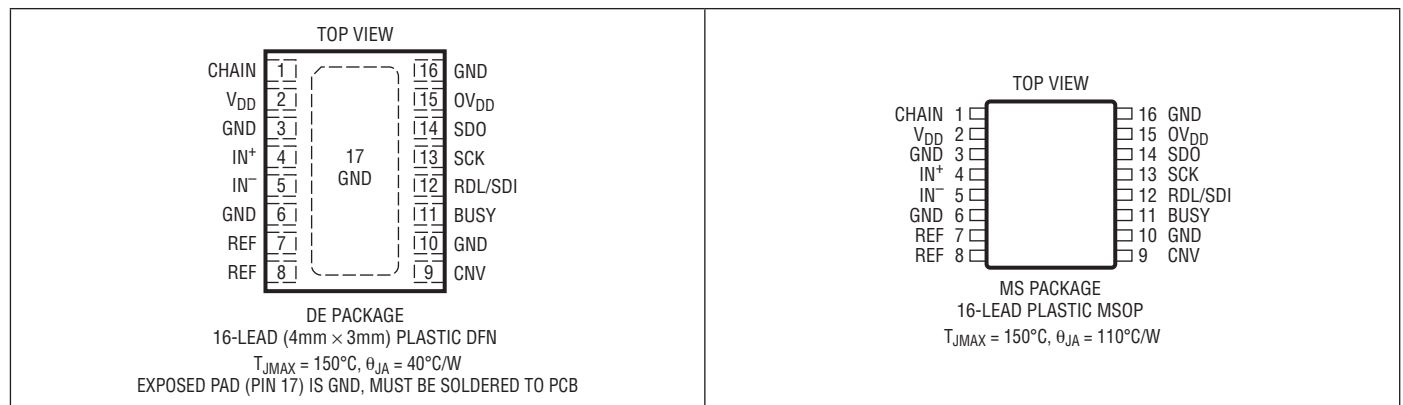 TOP VIEW
CHAIN 1 16 GND
VDD 2 15 OVDD
GND 3 14 SDO
IN+ 4 13 SCK
IN– 5 12 RDL/SDI
GND 6 11 BUSY
REF 7 10 GND
REF 8 9 CNV
17
GND
DE PACKAGE
16-LEAD (4mm × 3mm) PLASTIC DFN
TJMAX = 150°C, θJA = 40°C/W
EXPOSED PAD (PIN 17) IS GND, MUST BE SOLDERED TO PCB
TOP VIEW
CHAIN 1 16 GND
VDD 2 15 OVDD
GND 3 14 SDO
IN+ 4 13 SCK
IN– 5 12 RDL/SDI
GND 6 11 BUSY
REF 7 10 GND
REF 8 9 CNV
MS PACKAGE
16-LEAD PLASTIC MSOP
TJMAX = 150°C, θJA = 110°C/W